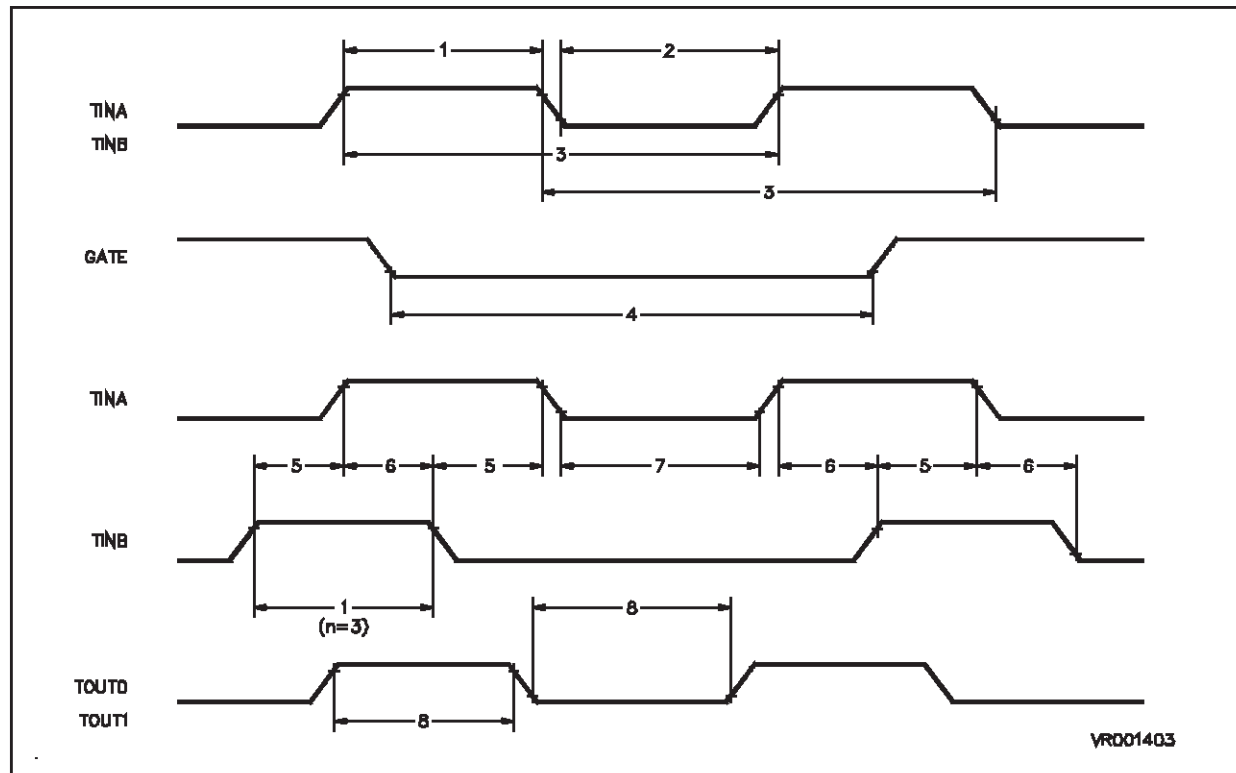 1 2
TINA
TINB
3
3
GATE
4
TINA
5 6 5 7 6 5 6
TINB
1 8
(n=3)
TOUT0
TOUT1
8
VR001403